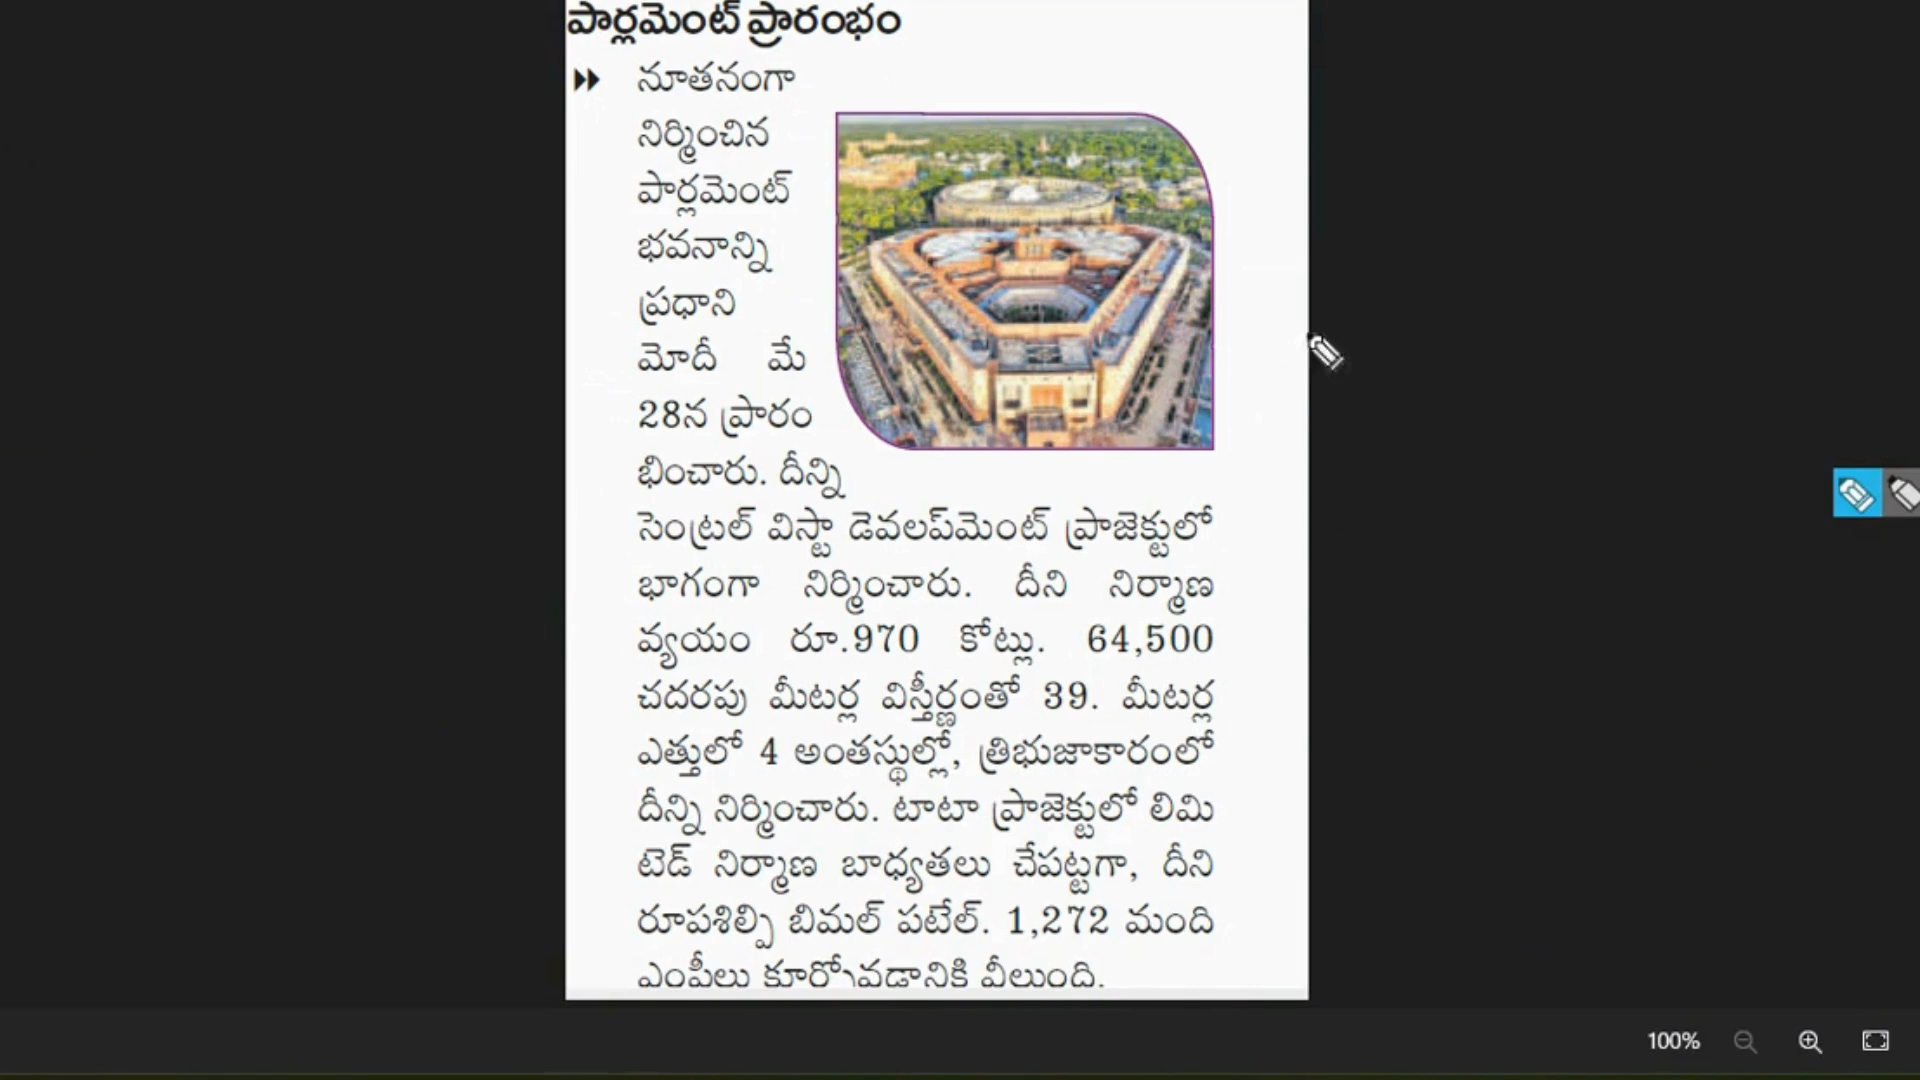 పార్లమెంట్ ప్రారంభం
నూతనంగా
నిర్మించిన
పార్లమెంట్
భవనాన్ని
ప్రధాని
మోదీ మే
28న ప్రారం
భించారు. దీన్ని
సెంట్రల్ విస్టా డెవలప్‌మెంట్ ప్రాజెక్టులో
భాగంగా నిర్మించారు. దీని నిర్మాణ
వ్యయం రూ.970 కోట్లు. 64,500
చదరపు మీటర్ల విస్తీర్ణంతో 39. మీటర్ల
ఎత్తులో 4 అంతస్థుల్లో, త్రిభుజాకారంలో
దీన్ని నిర్మించారు. టాటా ప్రాజెక్టులో లిమి
టెడ్ నిర్మాణ బాధ్యతలు చేపట్టగా, దీని
రూపశిల్పి బిమల్ పటేల్. 1,272 మంది
ఎంపీలు కూర్చోవడానికి వీలుంది.
100%